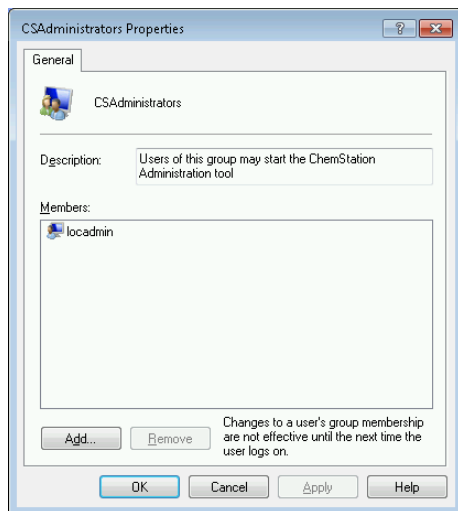 CSAdministrators Properties
General
CSAdministrators
Description:
Users of this group may start the ChemStation
Administration tool
Members:
locadmin
Add...
Remove
Changes to a user's group membership
are not effective until the next time the
user logs on.
OK
Cancel
Apply
Help